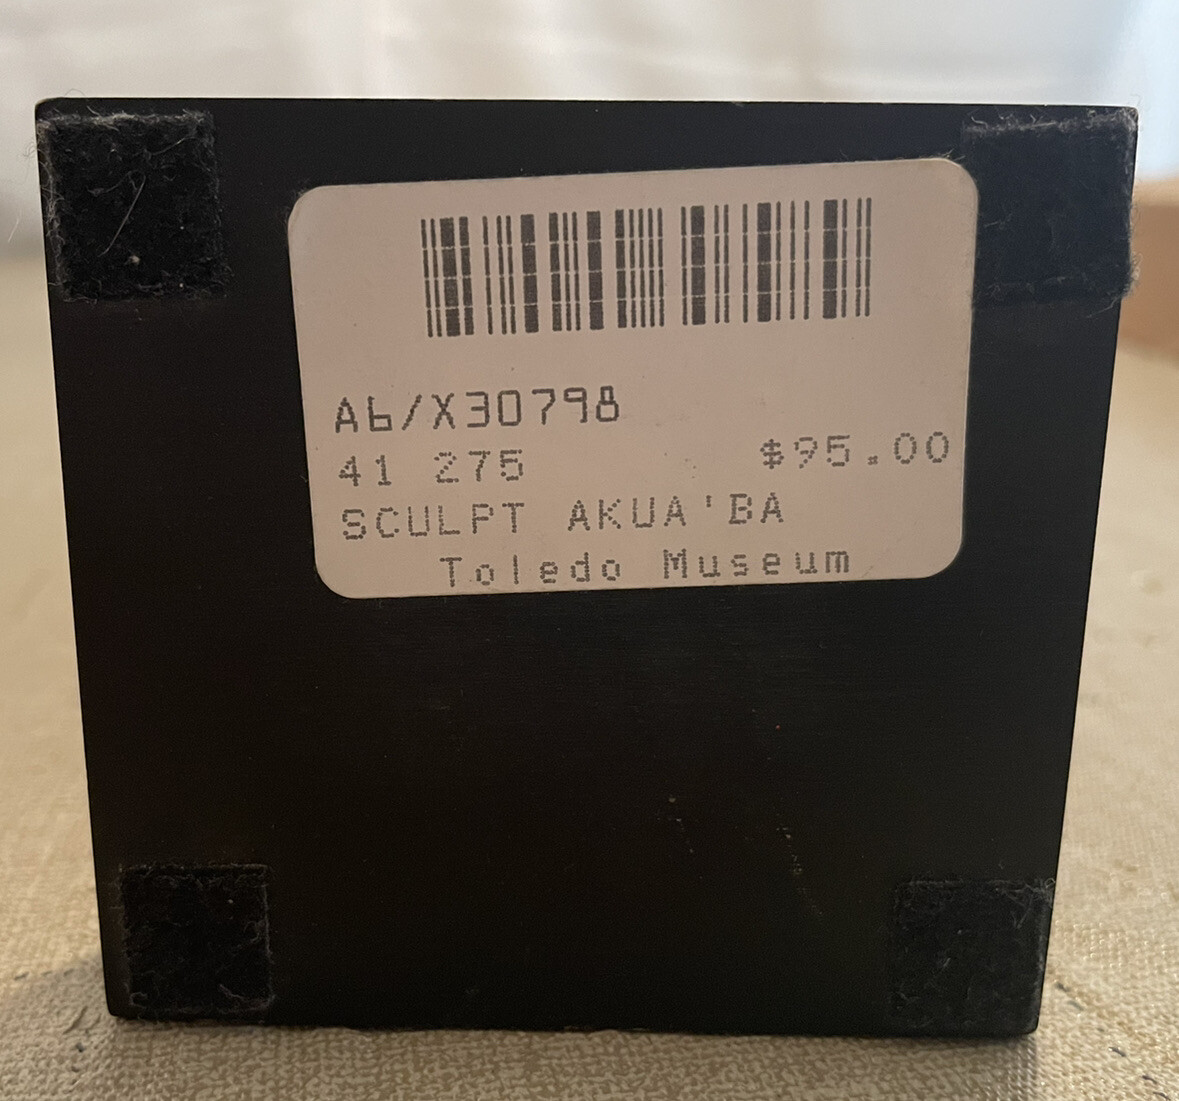 A6/X30798
41 275 $95.00
SCULPT AKUA'BA
Toledo Museum